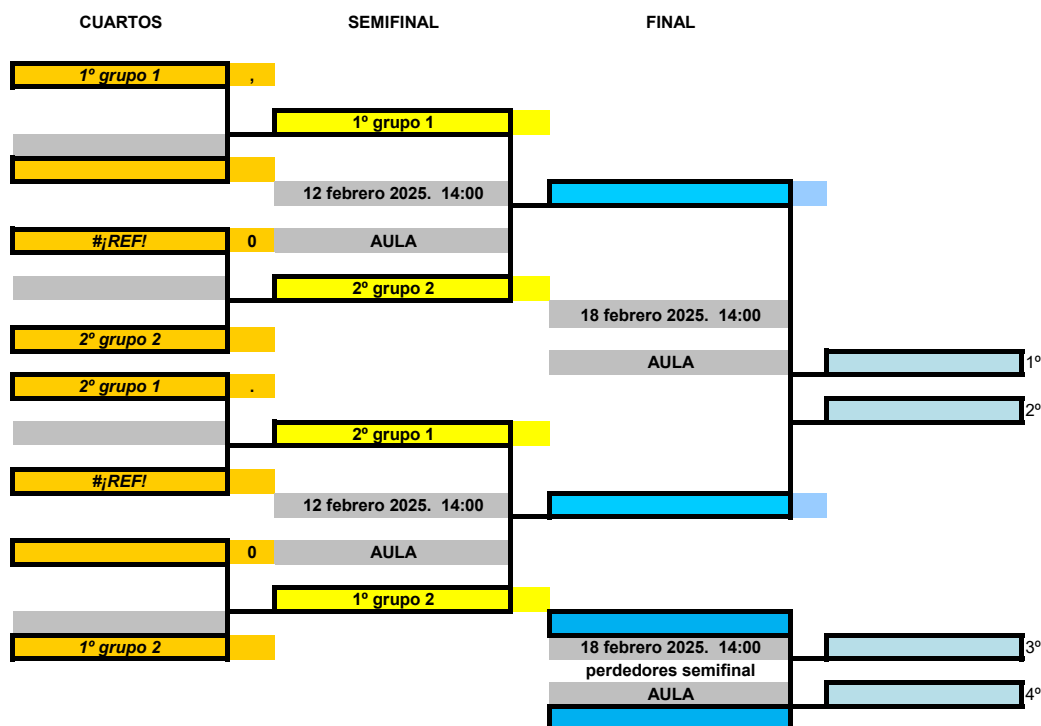 CUARTOS SEMIFINAL FINAL
1º grupo 1 ,
1º grupo 1
12 febrero 2025. 14:00
#¡REF! 0 AULA
2º grupo 2
18 febrero 2025. 14:00
2º grupo 2
AULA 1º
2º grupo 1 .
2º
2º grupo 1
#¡REF!
12 febrero 2025. 14:00
0 AULA
1º grupo 2
1º grupo 2 18 febrero 2025. 14:00 3º
perdedores semifinal
AULA 4º